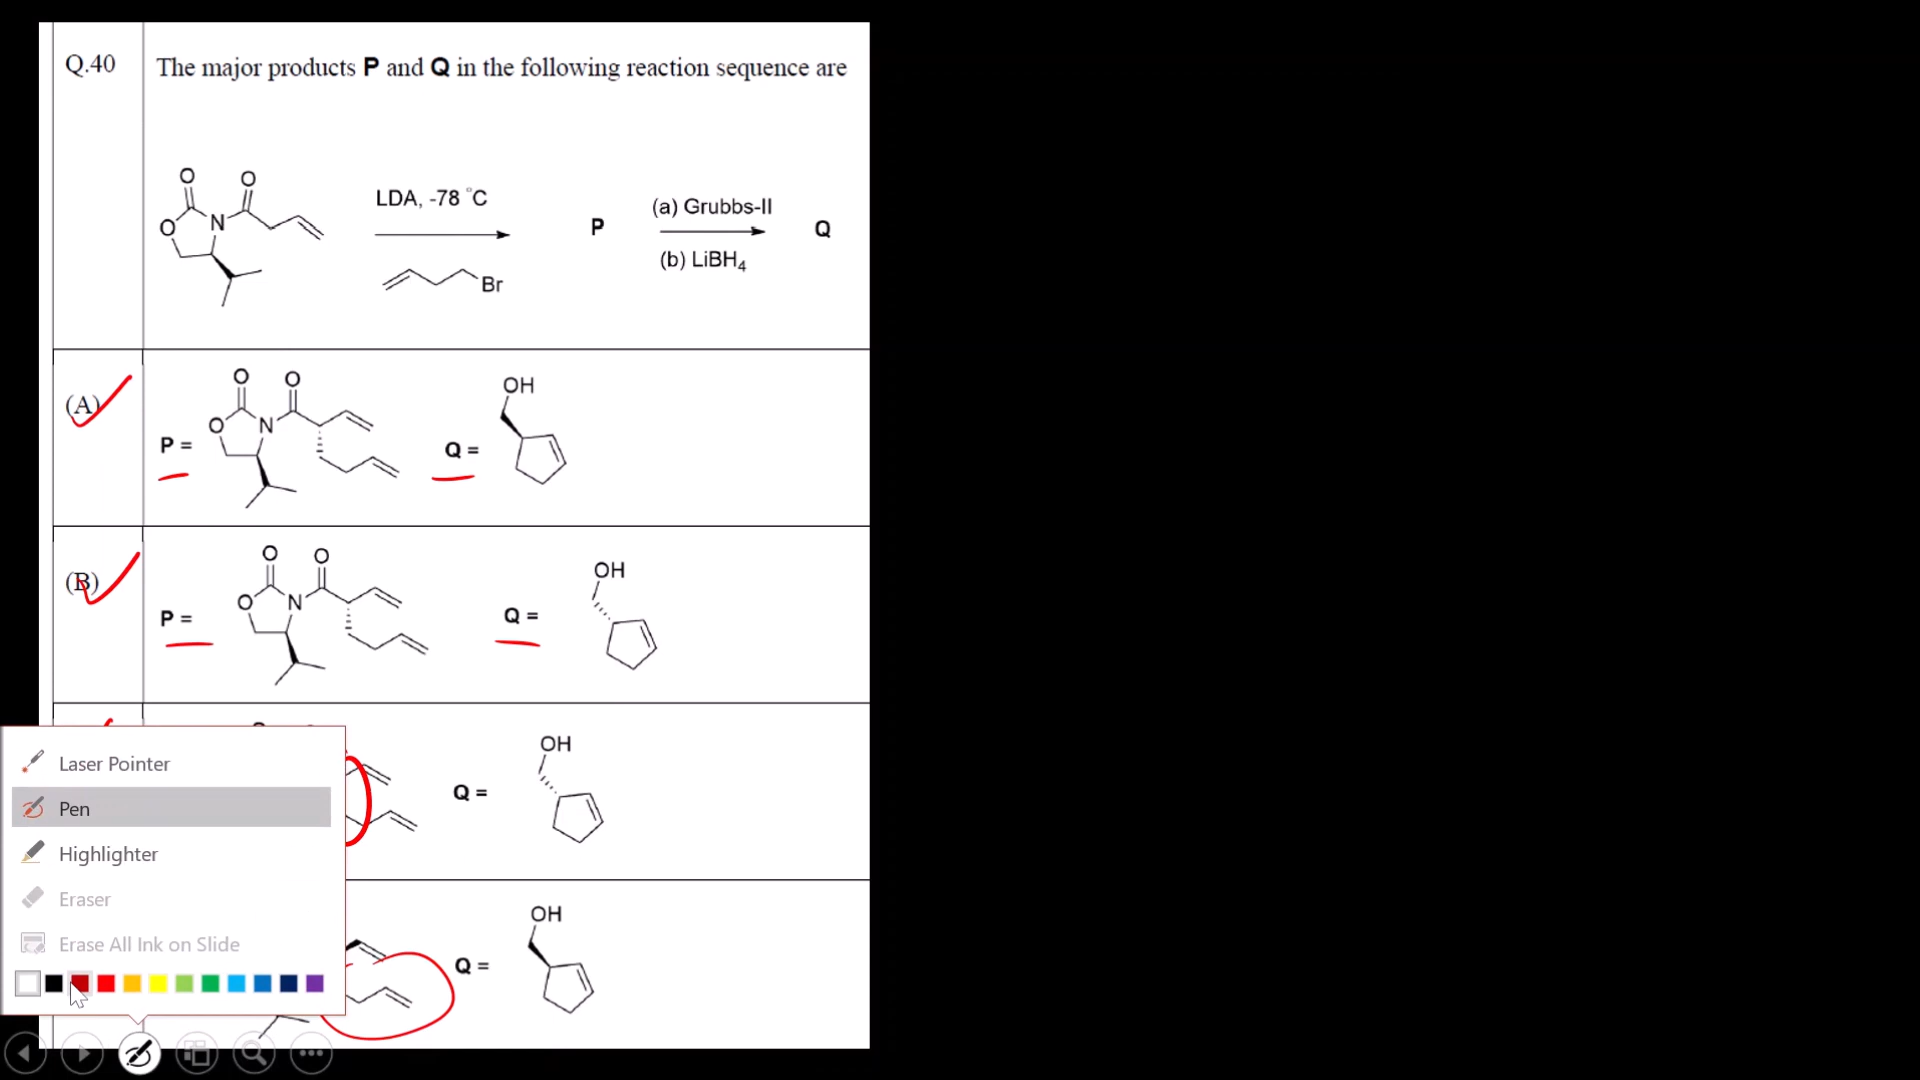 Q.40 The major products P and Q in the following reaction sequence are
O O
LDA, -78 °C
(a) Grubbs-II
O N
P
Q
(b) LiBH4
Br
O O
OH
(A)
O N
P =
Q =
O O
OH
(B)
O N
P =
Q =
OH
Laser Pointer
Q =
Pen
Highlighter
Eraser
OH
Erase All Ink on Slide
Q =